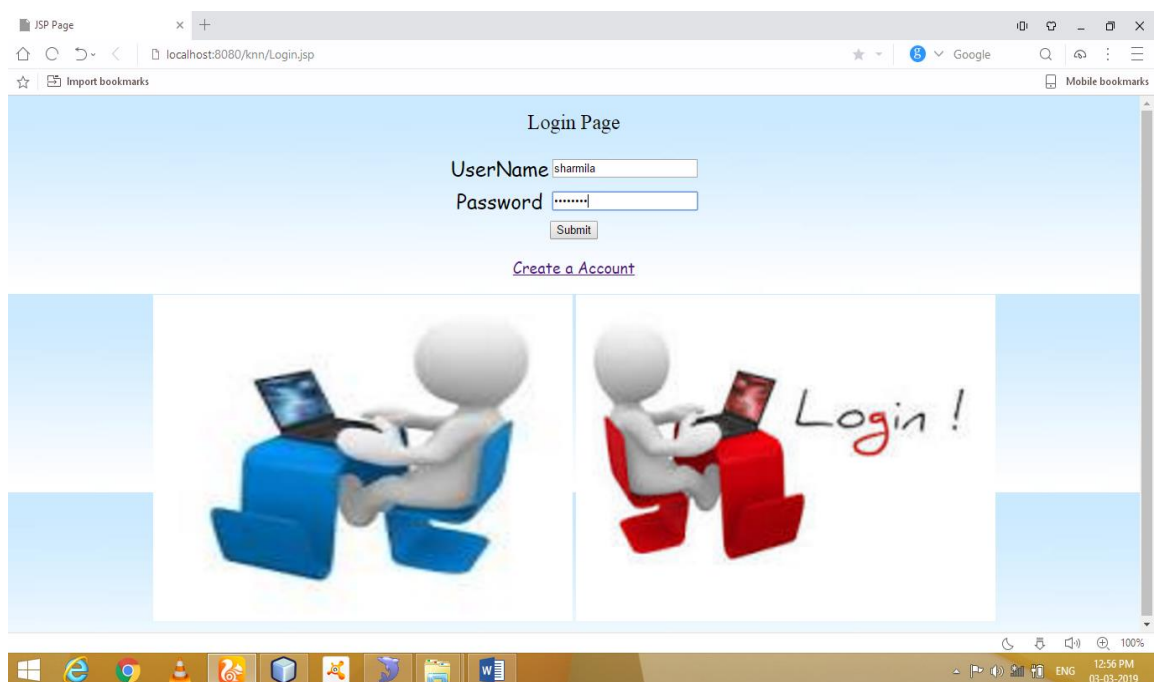 JSP Page
localhost:8080/knn/Login.jsp
Google
Import bookmarks
Mobile bookmarks
Login Page
UserName sharmila
Password ••••••••
Submit
Create a Account
Login !
100%
ENG
12:56 PM
03-03-2019